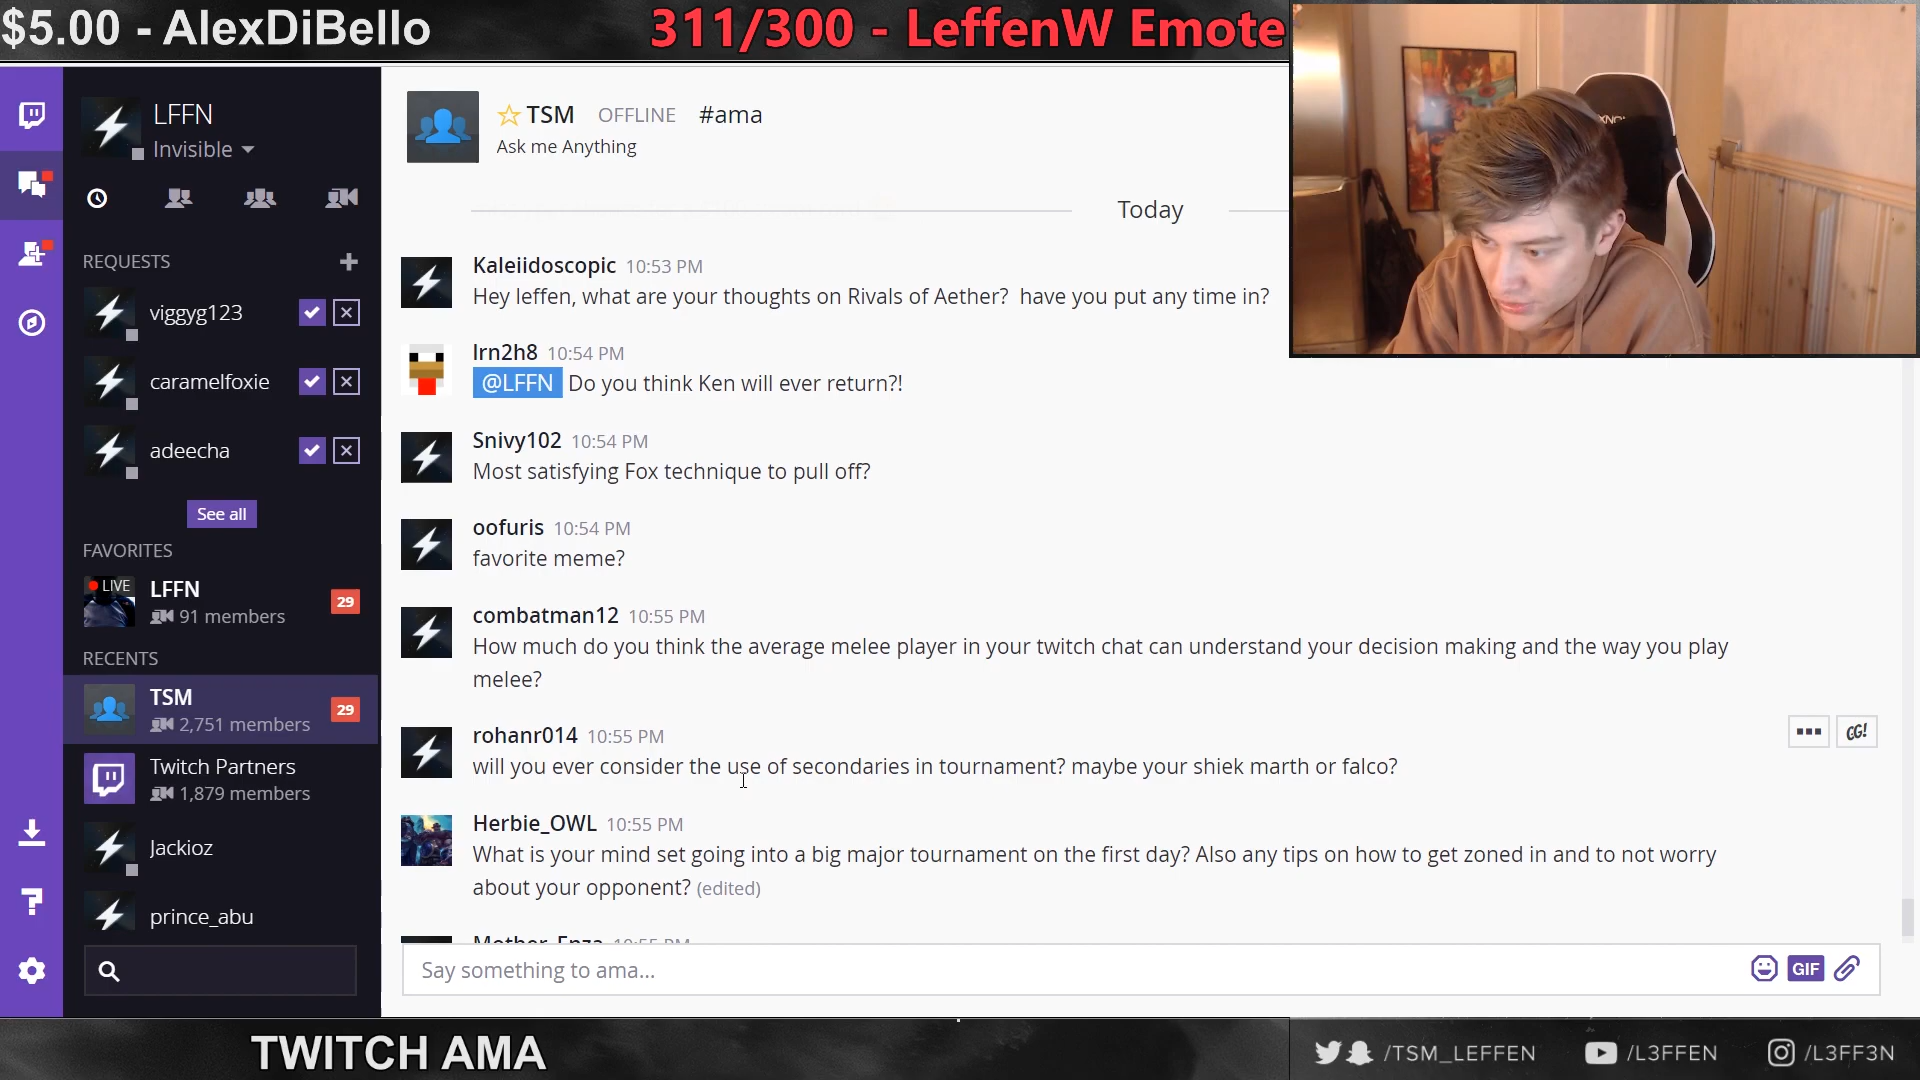 $5.00 - AlexDiBello
311/300 - LeffenW Emote
LFFN
Invisible
REQUESTS
viggyg123
caramelfoxie
adeecha
See all
FAVORITES
LIVE
LFFN
91 members
29
RECENTS
TSM
2,751 members
29
Twitch Partners
1,879 members
Jackioz
prince_abu
TSM OFFLINE #ama
Ask me Anything
Today
Kaleiidoscopic 10:53 PM
Hey leffen, what are your thoughts on Rivals of Aether? have you put any time in?
lrn2h8 10:54 PM
@LFFN Do you think Ken will ever return?!
Snivy102 10:54 PM
Most satisfying Fox technique to pull off?
oofuris 10:54 PM
favorite meme?
combatman12 10:55 PM
How much do you think the average melee player in your twitch chat can understand your decision making and the way you play
melee?
rohanr014 10:55 PM
GG!
will you ever consider the use of secondaries in tournament? maybe your shiek marth or falco?
Herbie_OWL 10:55 PM
What is your mind set going into a big major tournament on the first day? Also any tips on how to get zoned in and to not worry
about your opponent? (edited)
Mother_Enza 10:55 PM
Say something to ama...
GIF
TWITCH AMA
/TSM_LEFFEN
/L3FFEN
/L3FF3N